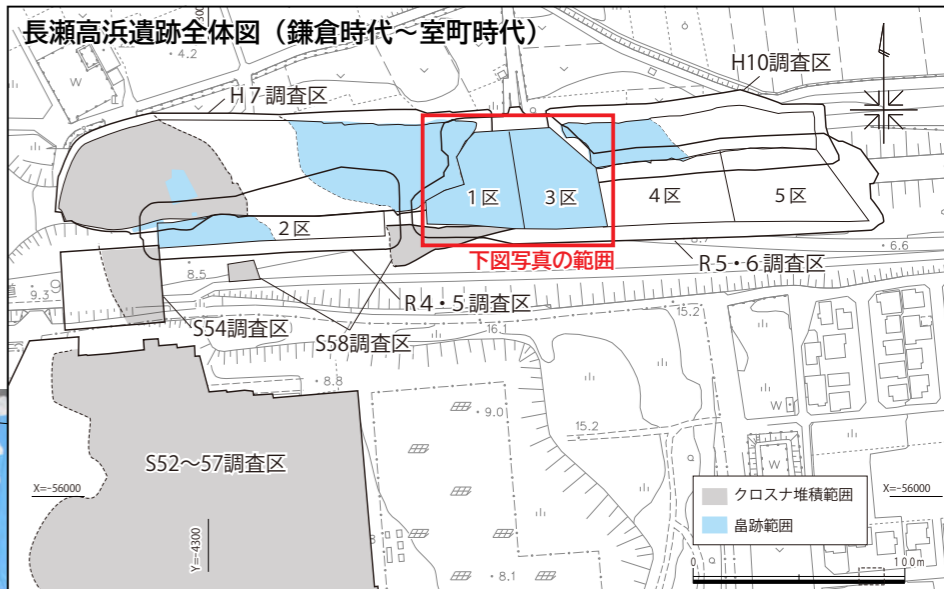 長瀬高浜遺跡全体図（鎌倉時代～室町時代）
300
4.2
W
H10調査区
H7調査区
1区
3区
4区
5区
2区
下図写真の範囲
6.6
R5・6調査区
8.5
9.3
R4・5調査区
S54調査区
S58調査区
16.1
15.2
8.8
9.0
15.2
W
W
S52～57調査区
X=-56000
X=-56000
クロスナ堆積範囲
畠跡範囲
Y=-4300
8.1
0
100m